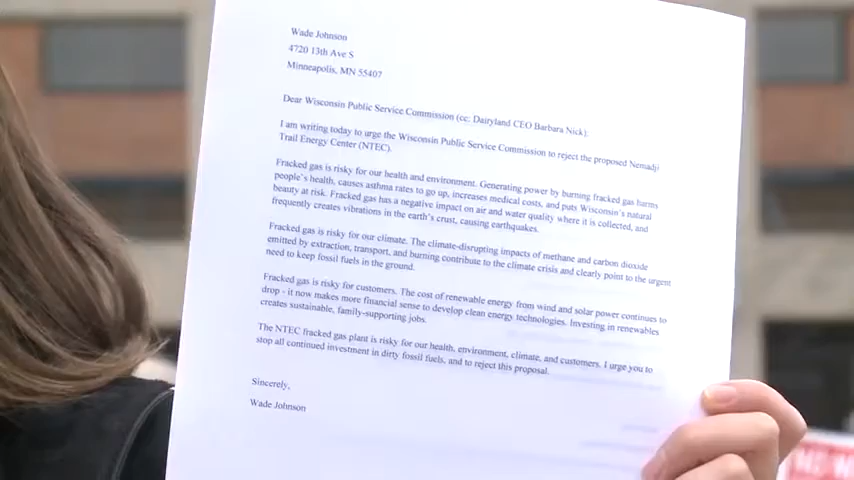 Wade Johnson
4720 13th Ave S
Minneapolis, MN 55407
Dear Wisconsin Public Service Commission (cc: Dairyland CEO Barbara Nick):
I am writing today to urge the Wisconsin Public Service Commission to reject the proposed Nemadji
Trail Energy Center (NTEC).
Fracked gas is risky for our health and environment. Generating power by burning fracked gas harms
people's health, causes asthma rates to go up, increases medical costs, and puts Wisconsin's natural
beauty at risk. Fracked gas has a negative impact on air and water quality where it is collected, and
frequently creates vibrations in the earth's crust, causing earthquakes.
Fracked gas is risky for our climate. The climate-disrupting impacts of methane and carbon dioxide
emitted by extraction, transport, and burning contribute to the climate crisis and clearly point to the urgent
need to keep fossil fuels in the ground.
Fracked gas is risky for customers. The cost of renewable energy from wind and solar power continues to
drop - it now makes more financial sense to develop clean energy technologies. Investing in renewables
creates sustainable, family-supporting jobs.
The NTEC fracked gas plant is risky for our health, environment, climate, and customers. I urge you to
stop all continued investment in dirty fossil fuels, and to reject this proposal.
Sincerely,
Wade Johnson